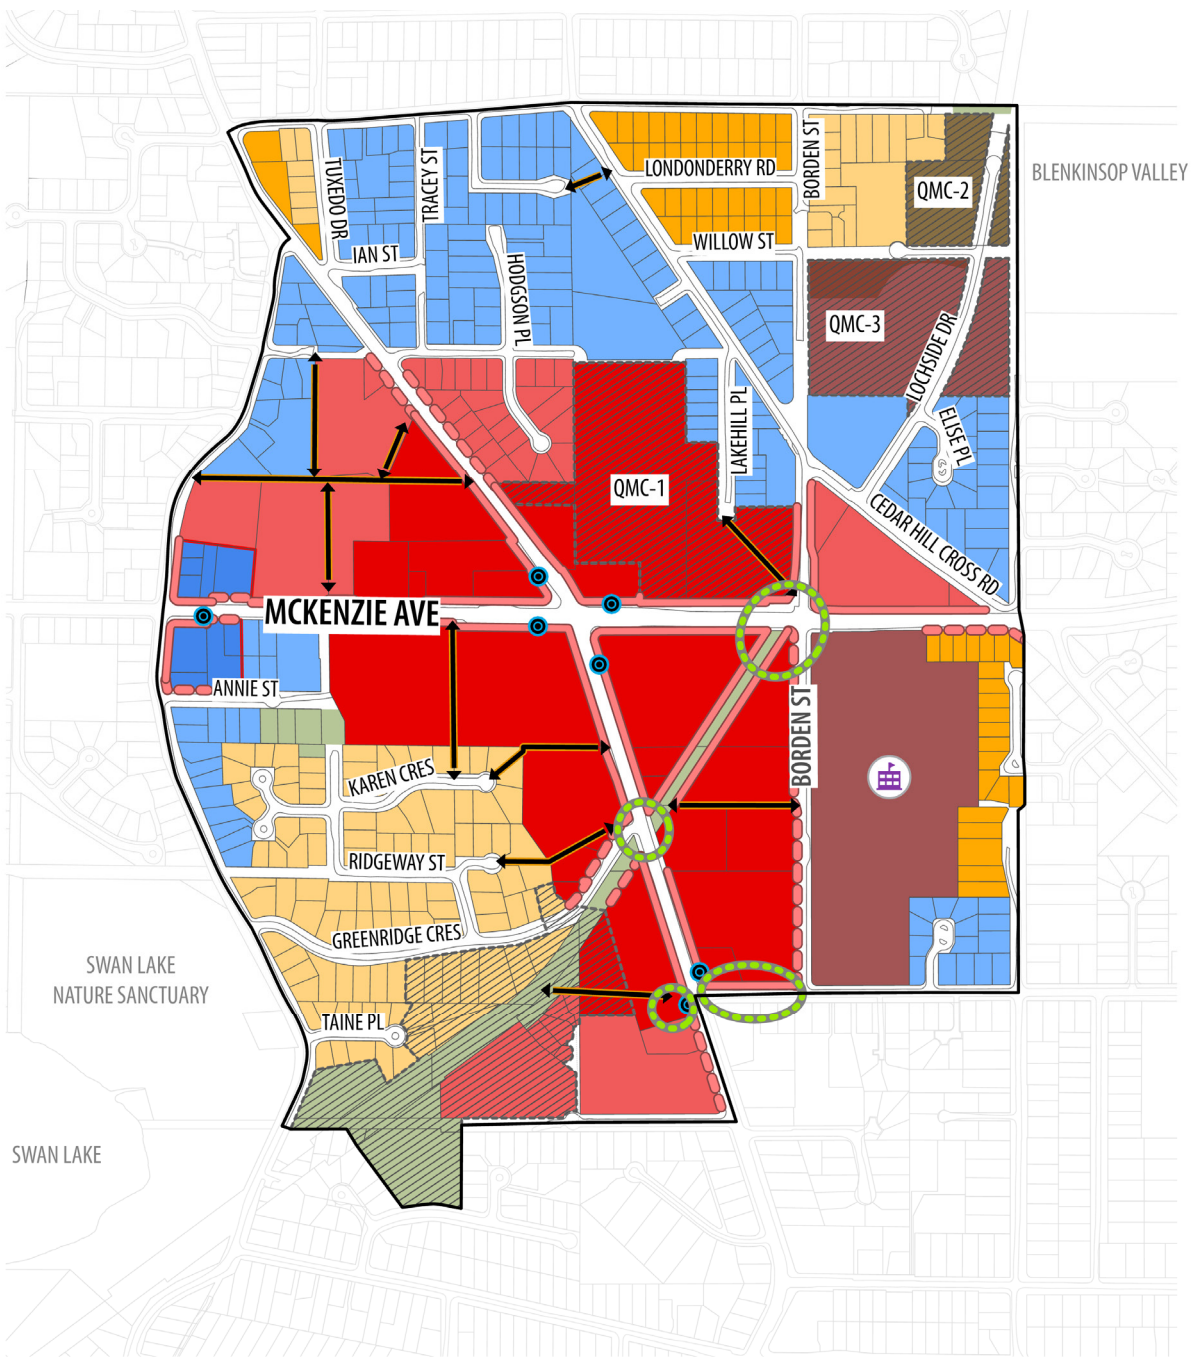 BORDEN ST
TUXEDO DR
TRACEY ST
LONDONDERRY RD
BLENKINSOP VALLEY
QMC-2
WILLOW ST
IAN ST
HODGSON PL
QMC-3
LOCHSIDE DR
LAKEHILL PL
ELISE PL
QMC-1
CEDAR HILL CROSS RD
MCKENZIE AVE
ANNIE ST
BORDEN ST
KAREN CRES
RIDGEWAY ST
GREENRIDGE CRES
SWAN LAKE
NATURE SANCTUARY
TAINE PL
SWAN LAKE